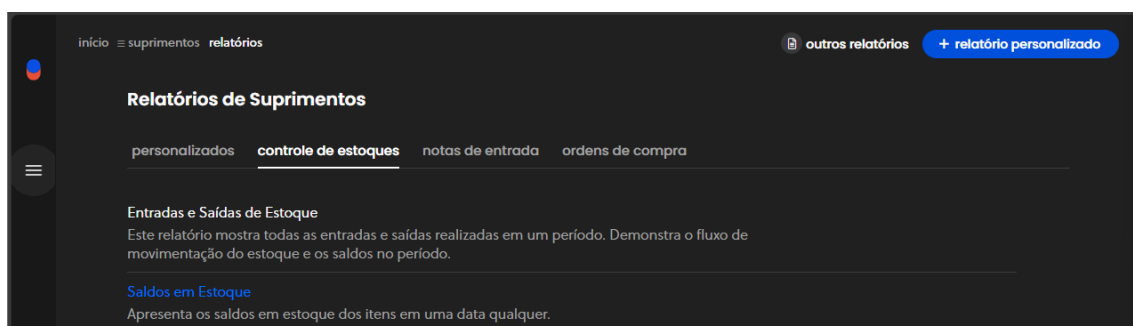 início ≡ suprimentos relatórios
outros relatórios
+ relatório personalizado
Relatórios de Suprimentos
personalizados controle de estoques notas de entrada ordens de compra
Entradas e Saídas de Estoque
Este relatório mostra todas as entradas e saídas realizadas em um período. Demonstra o fluxo de
movimentação do estoque e os saldos no período.
Saldos em Estoque
Apresenta os saldos em estoque dos itens em uma data qualquer.